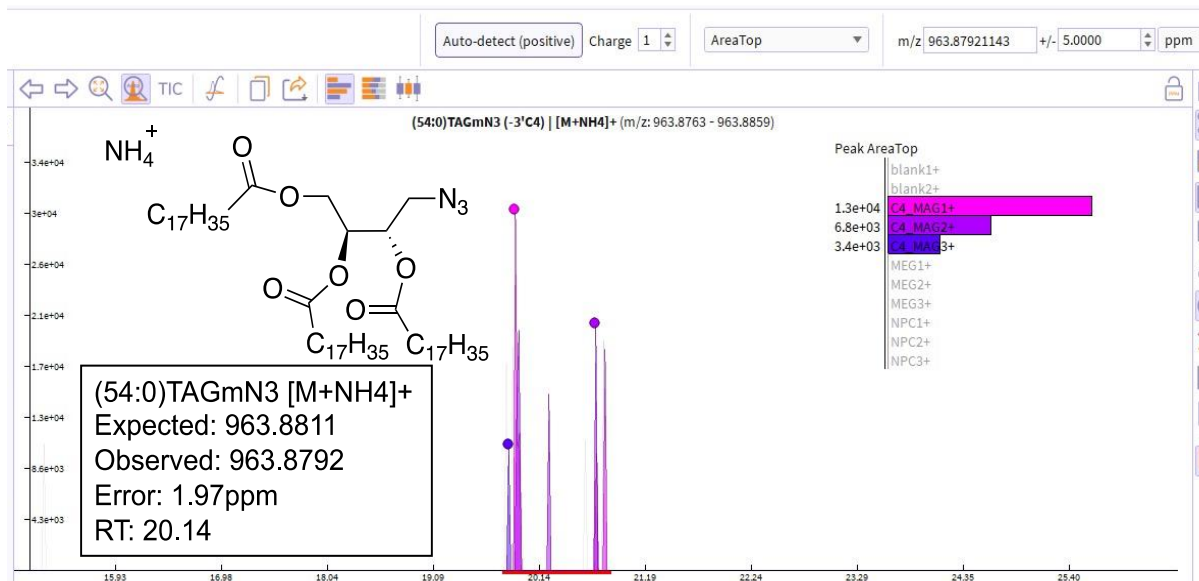 Auto-detect (positive) Charge 1 AreaTop m/z 963.87921143 +/- 5.0000 ppm
TIC
(54:0)TAGmN3 (-3'C4) | [M+NH4]+ (m/z: 963.8763 - 963.8859)
NH4+
O
O
N3
C17H35
O
O
O
O
C17H35
C17H35
(54:0)TAGmN3 [M+NH4]+
Expected: 963.8811
Observed: 963.8792
Error: 1.97ppm
RT: 20.14
Peak AreaTop
blank1+
blank2+
1.3e+04 C4_MAG1+
6.8e+03 C4_MAG2+
3.4e+03 C4_MAG3+
MEG1+
MEG2+
MEG3+
NPC1+
NPC2+
NPC3+
3.4e+04
3e+04
2.6e+04
2.1e+04
1.7e+04
1.3e+04
8.6e+03
4.3e+03
15.93 16.98 18.04 19.09 20.14 21.19 22.24 23.29 24.35 25.40